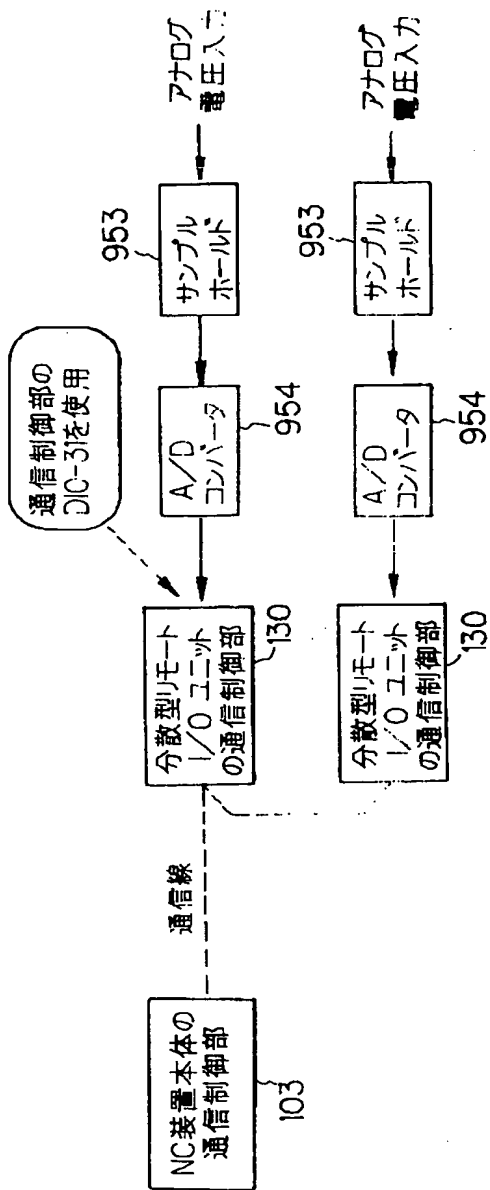 通信制御部の
DIO-31を使用
NC装置本体の
通信制御部
103
通信線
分散型リモート
I/Oユニット
の通信制御部
130
A/D
コンバータ
954
サンプル
ホールド
953
アナログ
電圧入力
分散型リモート
I/Oユニット
の通信制御部
130
A/D
コンバータ
954
サンプル
ホールド
953
アナログ
電圧入力